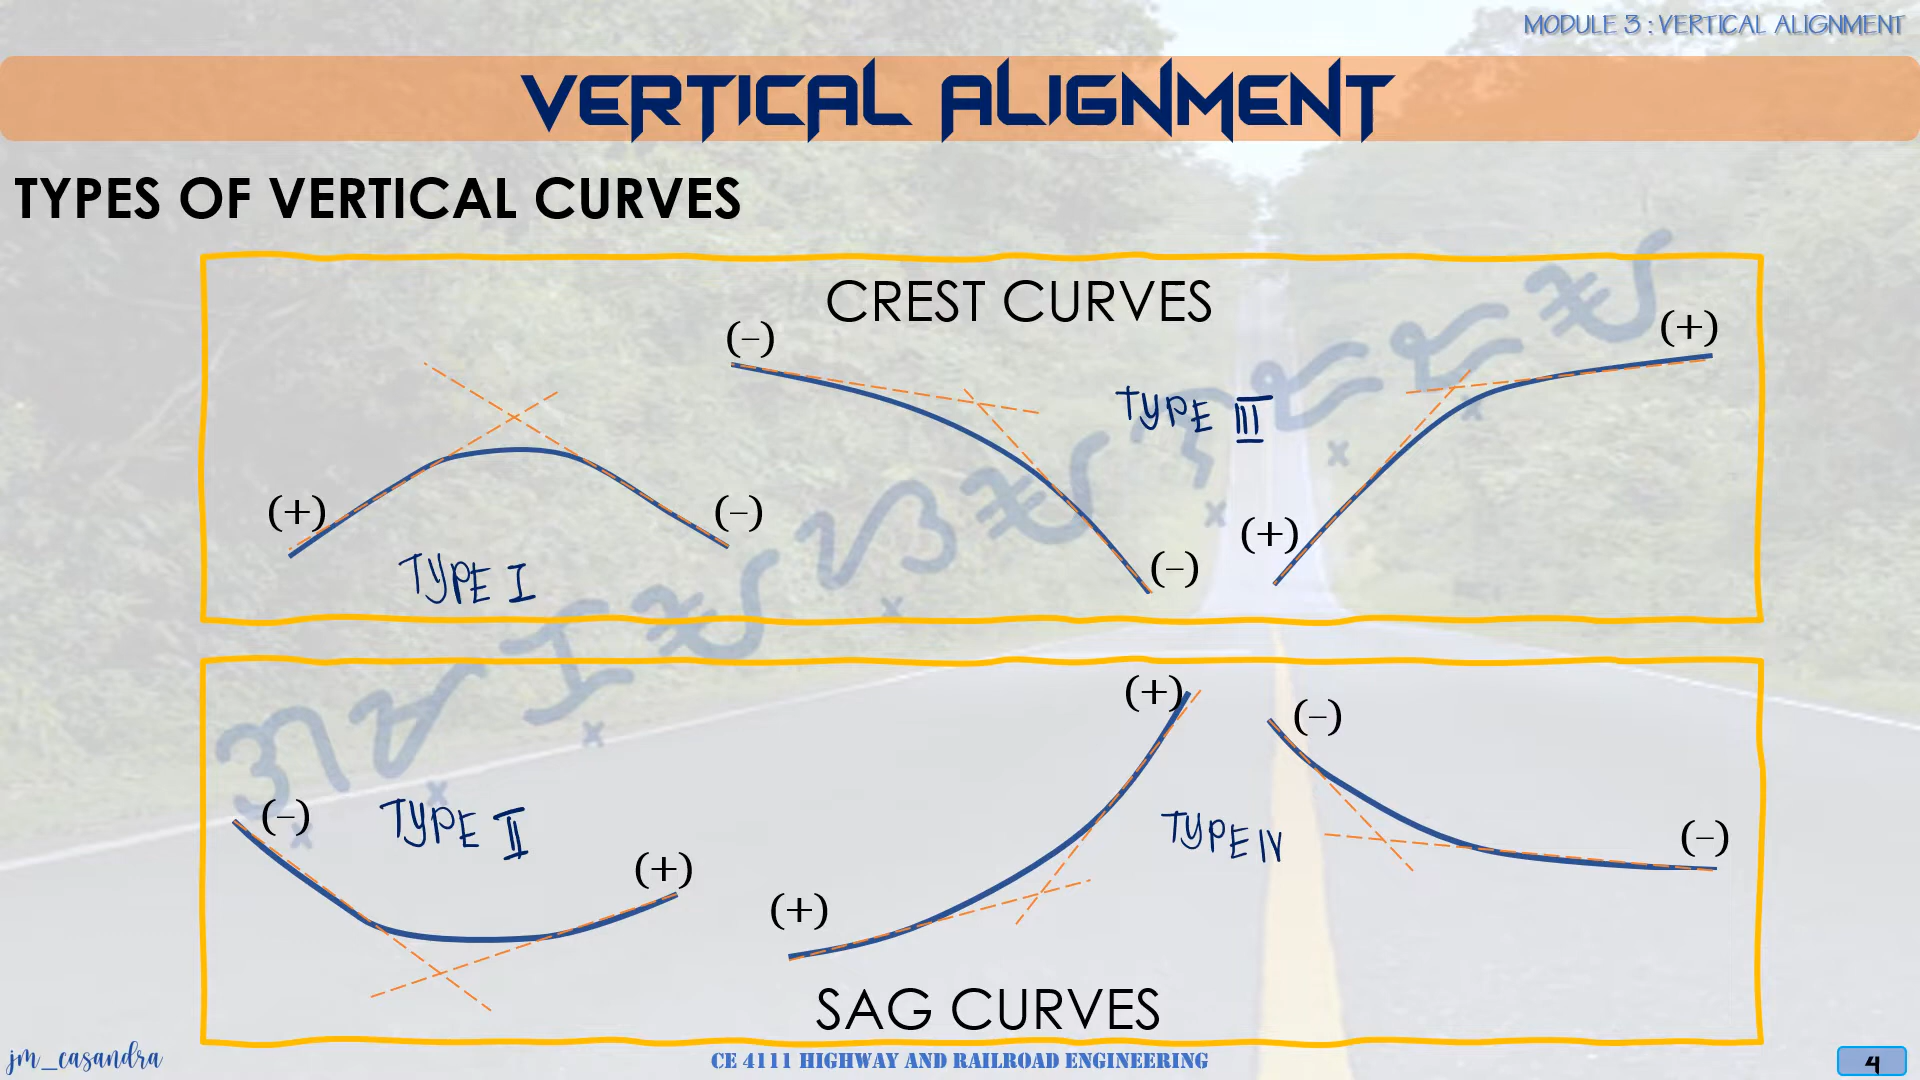 MODULE 3 : VERTICAL ALIGNMENT
VERTICAL ALIGNMENT
TYPES OF VERTICAL CURVES
CREST CURVES
(+)
(–)
TYPE I
(–)
(–)
TYPE III
(+)
(+)
(–)
(+)
TYPE II
(+)
(+)
TYPE IV
(–)
(–)
SAG CURVES
jm_casandra
CE 4111 HIGHWAY AND RAILROAD ENGINEERING
4